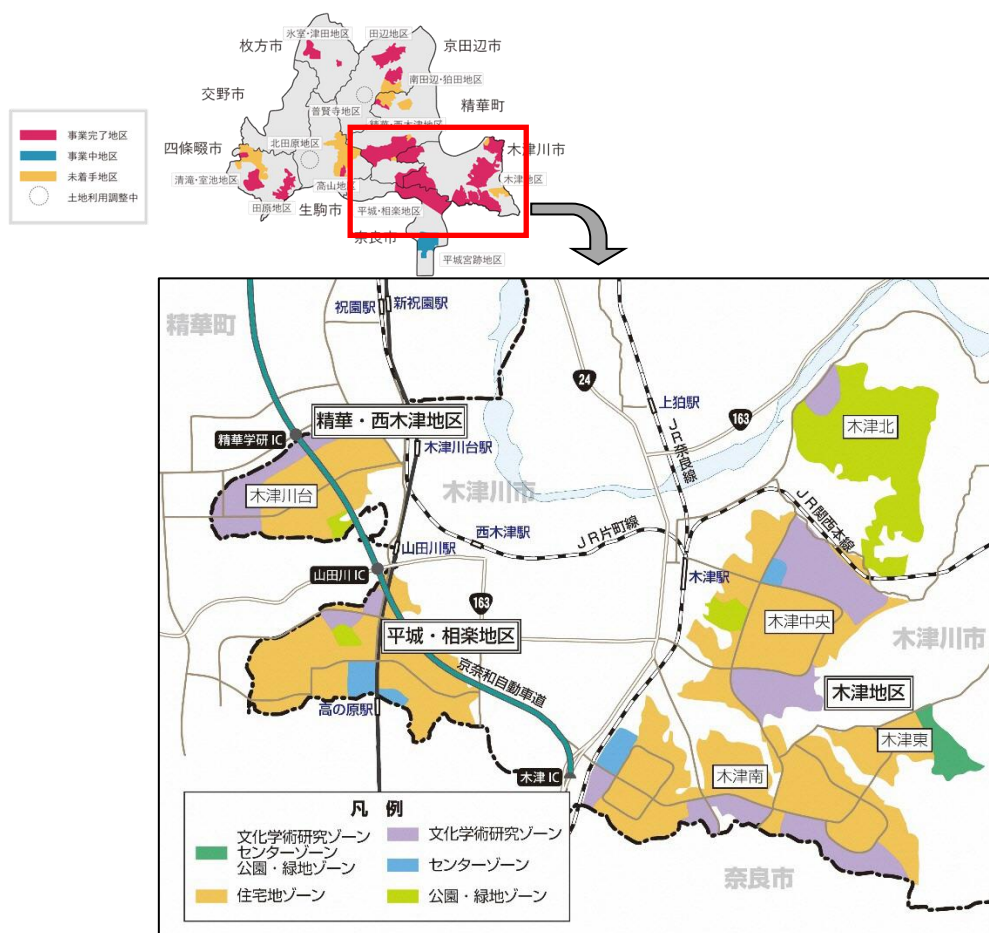 氷室・津田地区
田辺地区
枚方市
京田辺市
南田辺・狛田地区
交野市
普賢寺地区
精華町
精華・西木津地区
事業完了地区
事業中地区
未着手地区
土地利用調整中
四條畷市
北田原地区
木津川市
清滝・室池地区
高山地区
木津地区
田原地区
生駒市
平城・相楽地区
奈良市
平城宮跡地区
祝園駅
新祝園駅
精華町
24
上狛駅
163
木津北
精華・西木津地区
精華学研IC
木津川台駅
JR奈良線
木津川台
木津川市
JR関西本線
西木津駅
JR片町線
山田川駅
山田川IC
木津駅
163
木津中央
平城・相楽地区
木津川市
京奈和自動車道
木津地区
高の原駅
木津東
木津IC
木津南
凡 例
文化学術研究ゾーン
センターゾーン
公園・緑地ゾーン
文化学術研究ゾーン
センターゾーン
住宅地ゾーン
公園・緑地ゾーン
奈良市